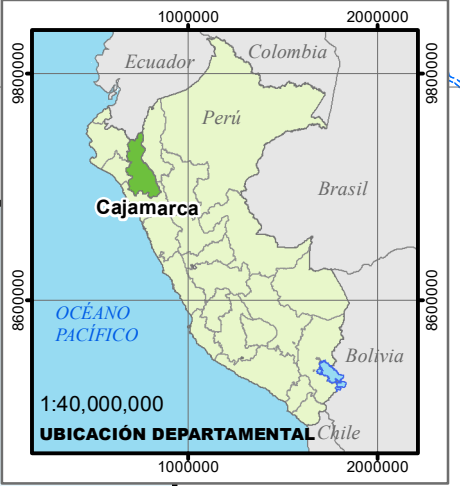 1000000 2000000
Colombia
Ecuador
9800000 9800000
Perú
Brasil
Cajamarca
8600000 8600000
OCÉANO
PACÍFICO
Bolivia
1:40,000,000
UBICACIÓN DEPARTAMENTAL
Chile
1000000 2000000